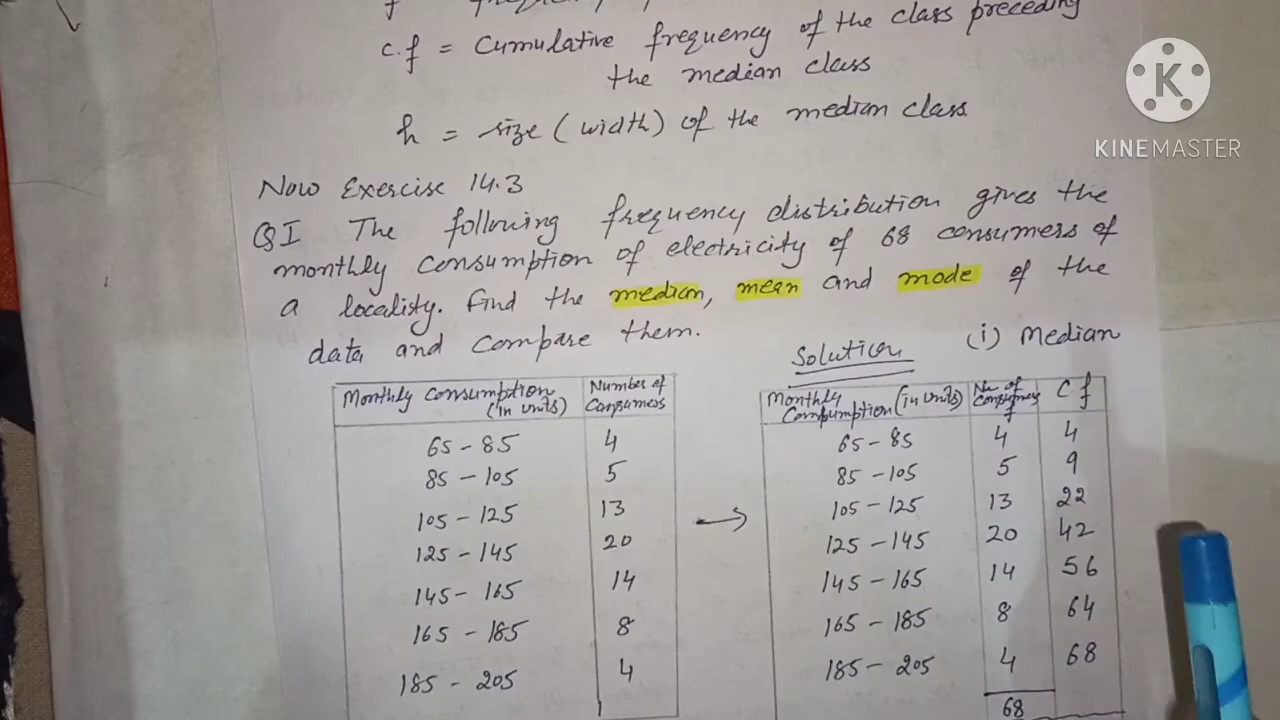 c.f = Cumulative frequency of the class preceding
the median class
h = size (width) of the median class.
KINEMASTER
Now Exercise 14.3
Q1 The following frequency distribution gives the
monthly consumption of electricity of 68 consumers of
a locality. Find the median, mean and mode of the
data and compare them.
Solution (i) Median
Monthly Consumption (in units) Number of Consumers
65 - 85 4
85 - 105 5
105 - 125 13
125 - 145 20
145 - 165 14
165 - 185 8
185 - 205 4
Monthly Consumption (in units) No of Consumers f c f
65 - 85 4 4
85 - 105 5 9
105 - 125 13 22
125 - 145 20 42
145 - 165 14 56
165 - 185 8 64
185 - 205 4 68
68